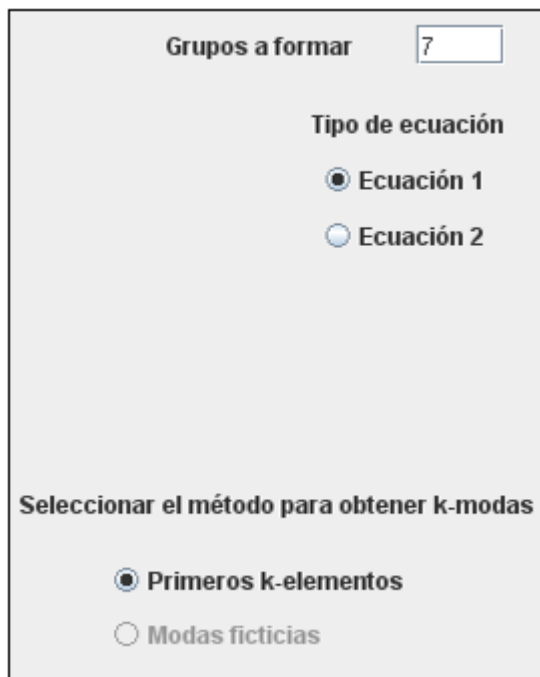 Grupos a formar 7
Tipo de ecuación
Ecuación 1
Ecuación 2
Seleccionar el método para obtener k-modas
Primeros k-elementos
Modas ficticias